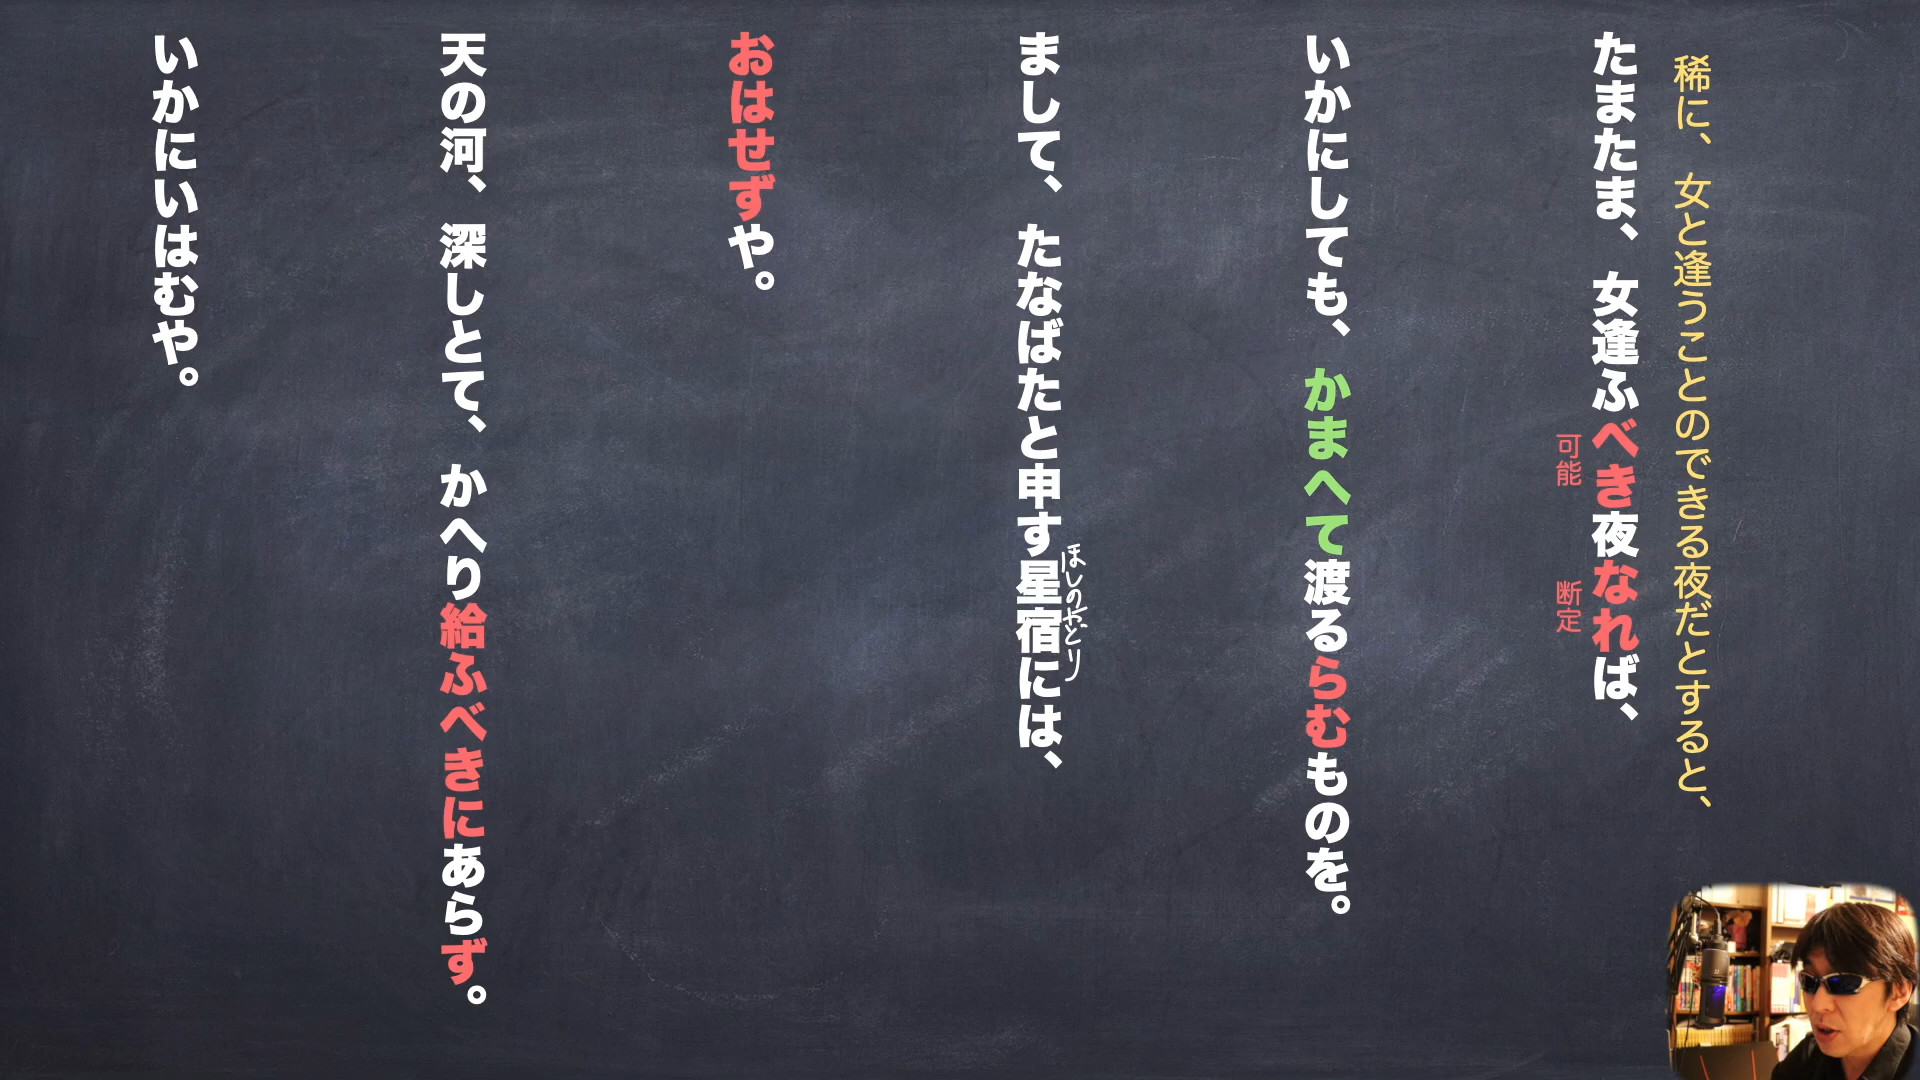 稀に、女と逢うことのできる夜だとすると、
たまたま、女逢ふべき夜なれば、
可能
断定
いかにしても、かまへて渡るらむものを。
ほしのやどり
まして、たなばたと申す星宿には、
おはせずや。
天の河、深しとて、かへり給ふべきにあらず。
いかにいはむや。